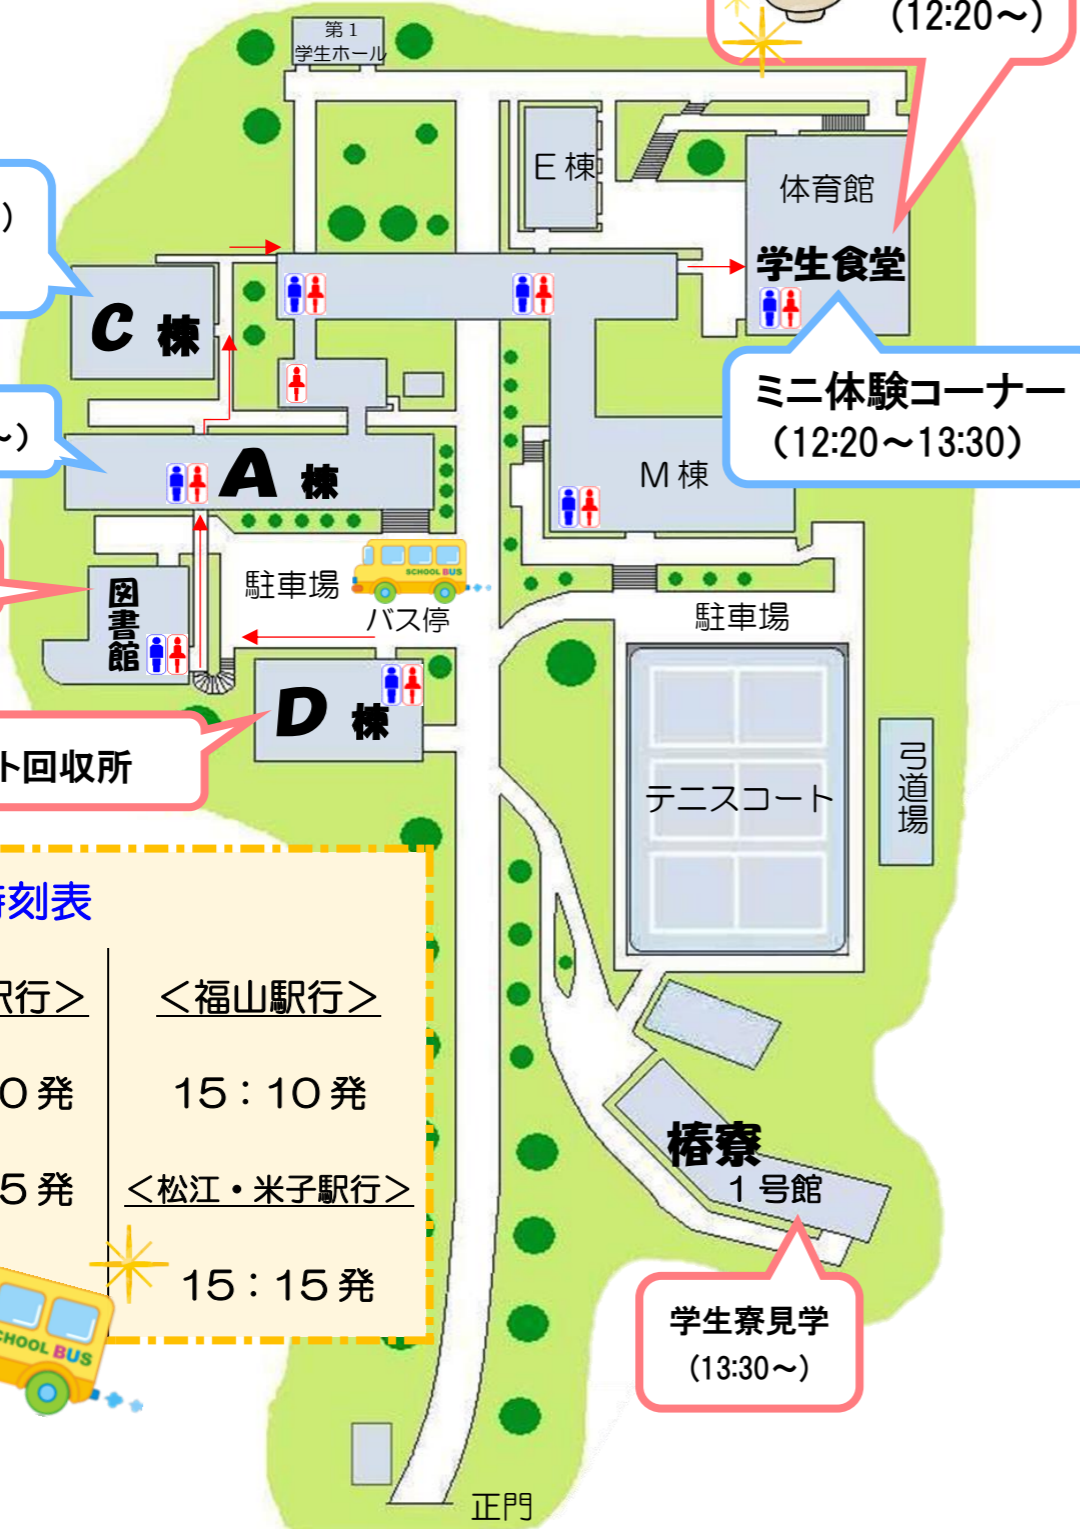 (12:20～)
第１
学生ホール
Ｅ棟
体育館
学生食堂
)
C 棟
ミニ体験コーナー
（12:20～13:30）
～)
A 棟
Ｍ棟
図書館
駐車場
SCHOOL BUS
バス停
駐車場
D 棟
ト回収所
テニスコート
弓道場
時刻表
駅行＞
＜福山駅行＞
０発
１５：１０発
５発
＜松江・米子駅行＞
１５：１５発
SCHOOL BUS
椿寮
１号館
学生寮見学
(13:30～)
正門